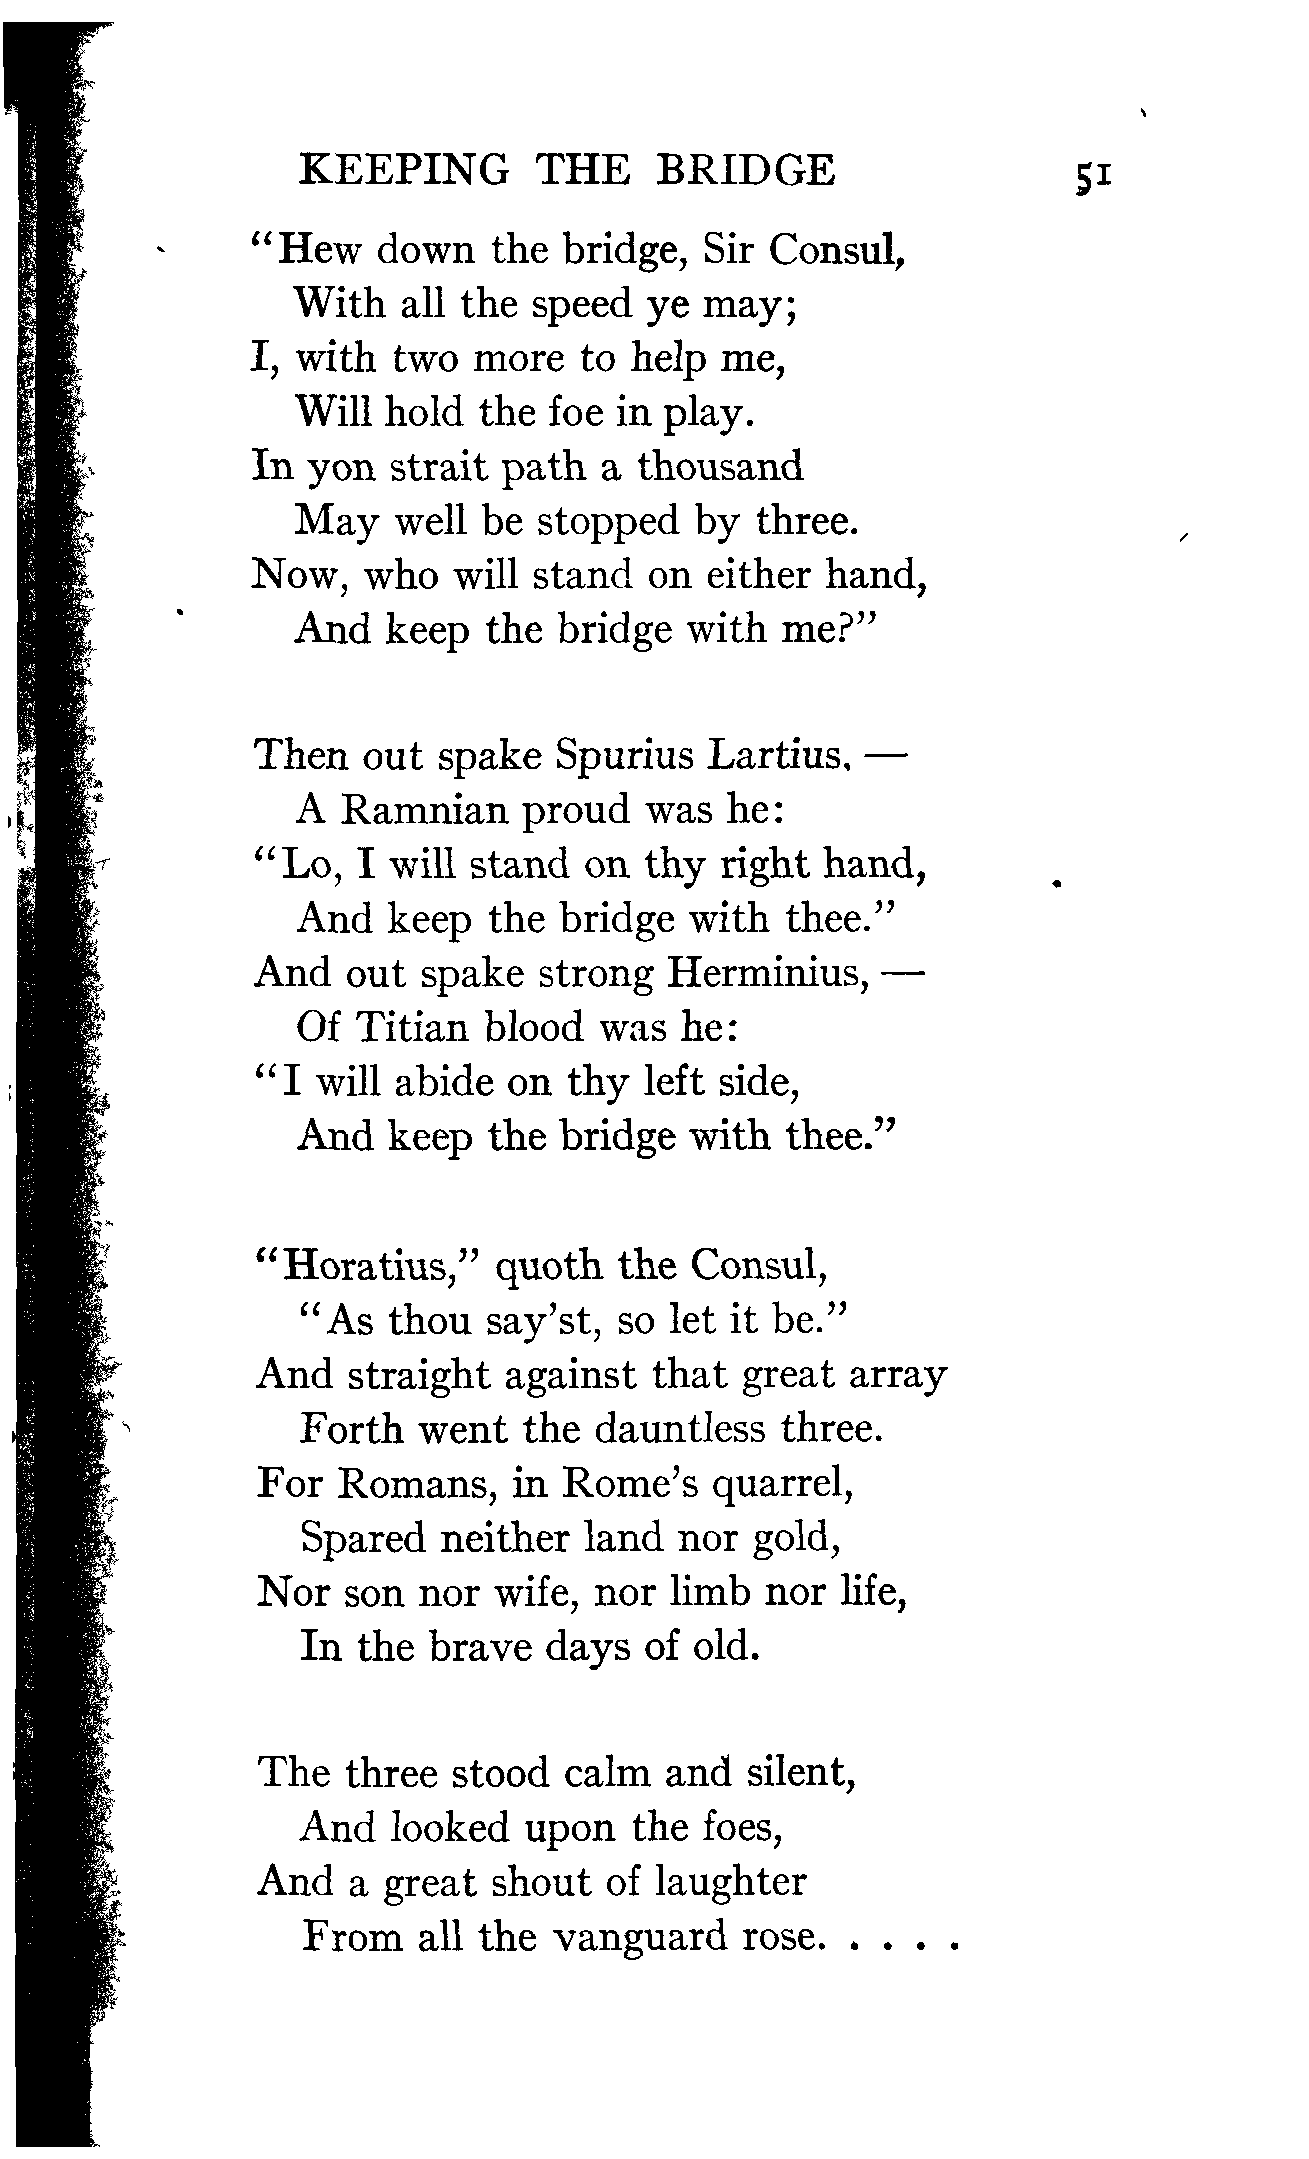 KEEPING THE BRIDGE 51
“Hew down the bridge, Sir Consul,
With all the speed ye may;
I, with two more to help me,
Will hold the foe in play.
In yon strait path a thousand
May well be stopped by three.
Now, who will stand on either hand,
And keep the bridge with me?”
Then out spake Spurius Lartius, —
A Ramnian proud was he:
“Lo, I will stand on thy right hand,
And keep the bridge with thee.”
And out spake strong Herminius, —
Of Titian blood was he:
“I will abide on thy left side,
And keep the bridge with thee.”
“Horatius,” quoth the Consul,
“As thou say’st, so let it be.”
And straight against that great array
Forth went the dauntless three.
For Romans, in Rome’s quarrel,
Spared neither land nor gold,
Nor son nor wife, nor limb nor life,
In the brave days of old.
The three stood calm and silent,
And looked upon the foes,
And a great shout of laughter
From all the vanguard rose. . . . .